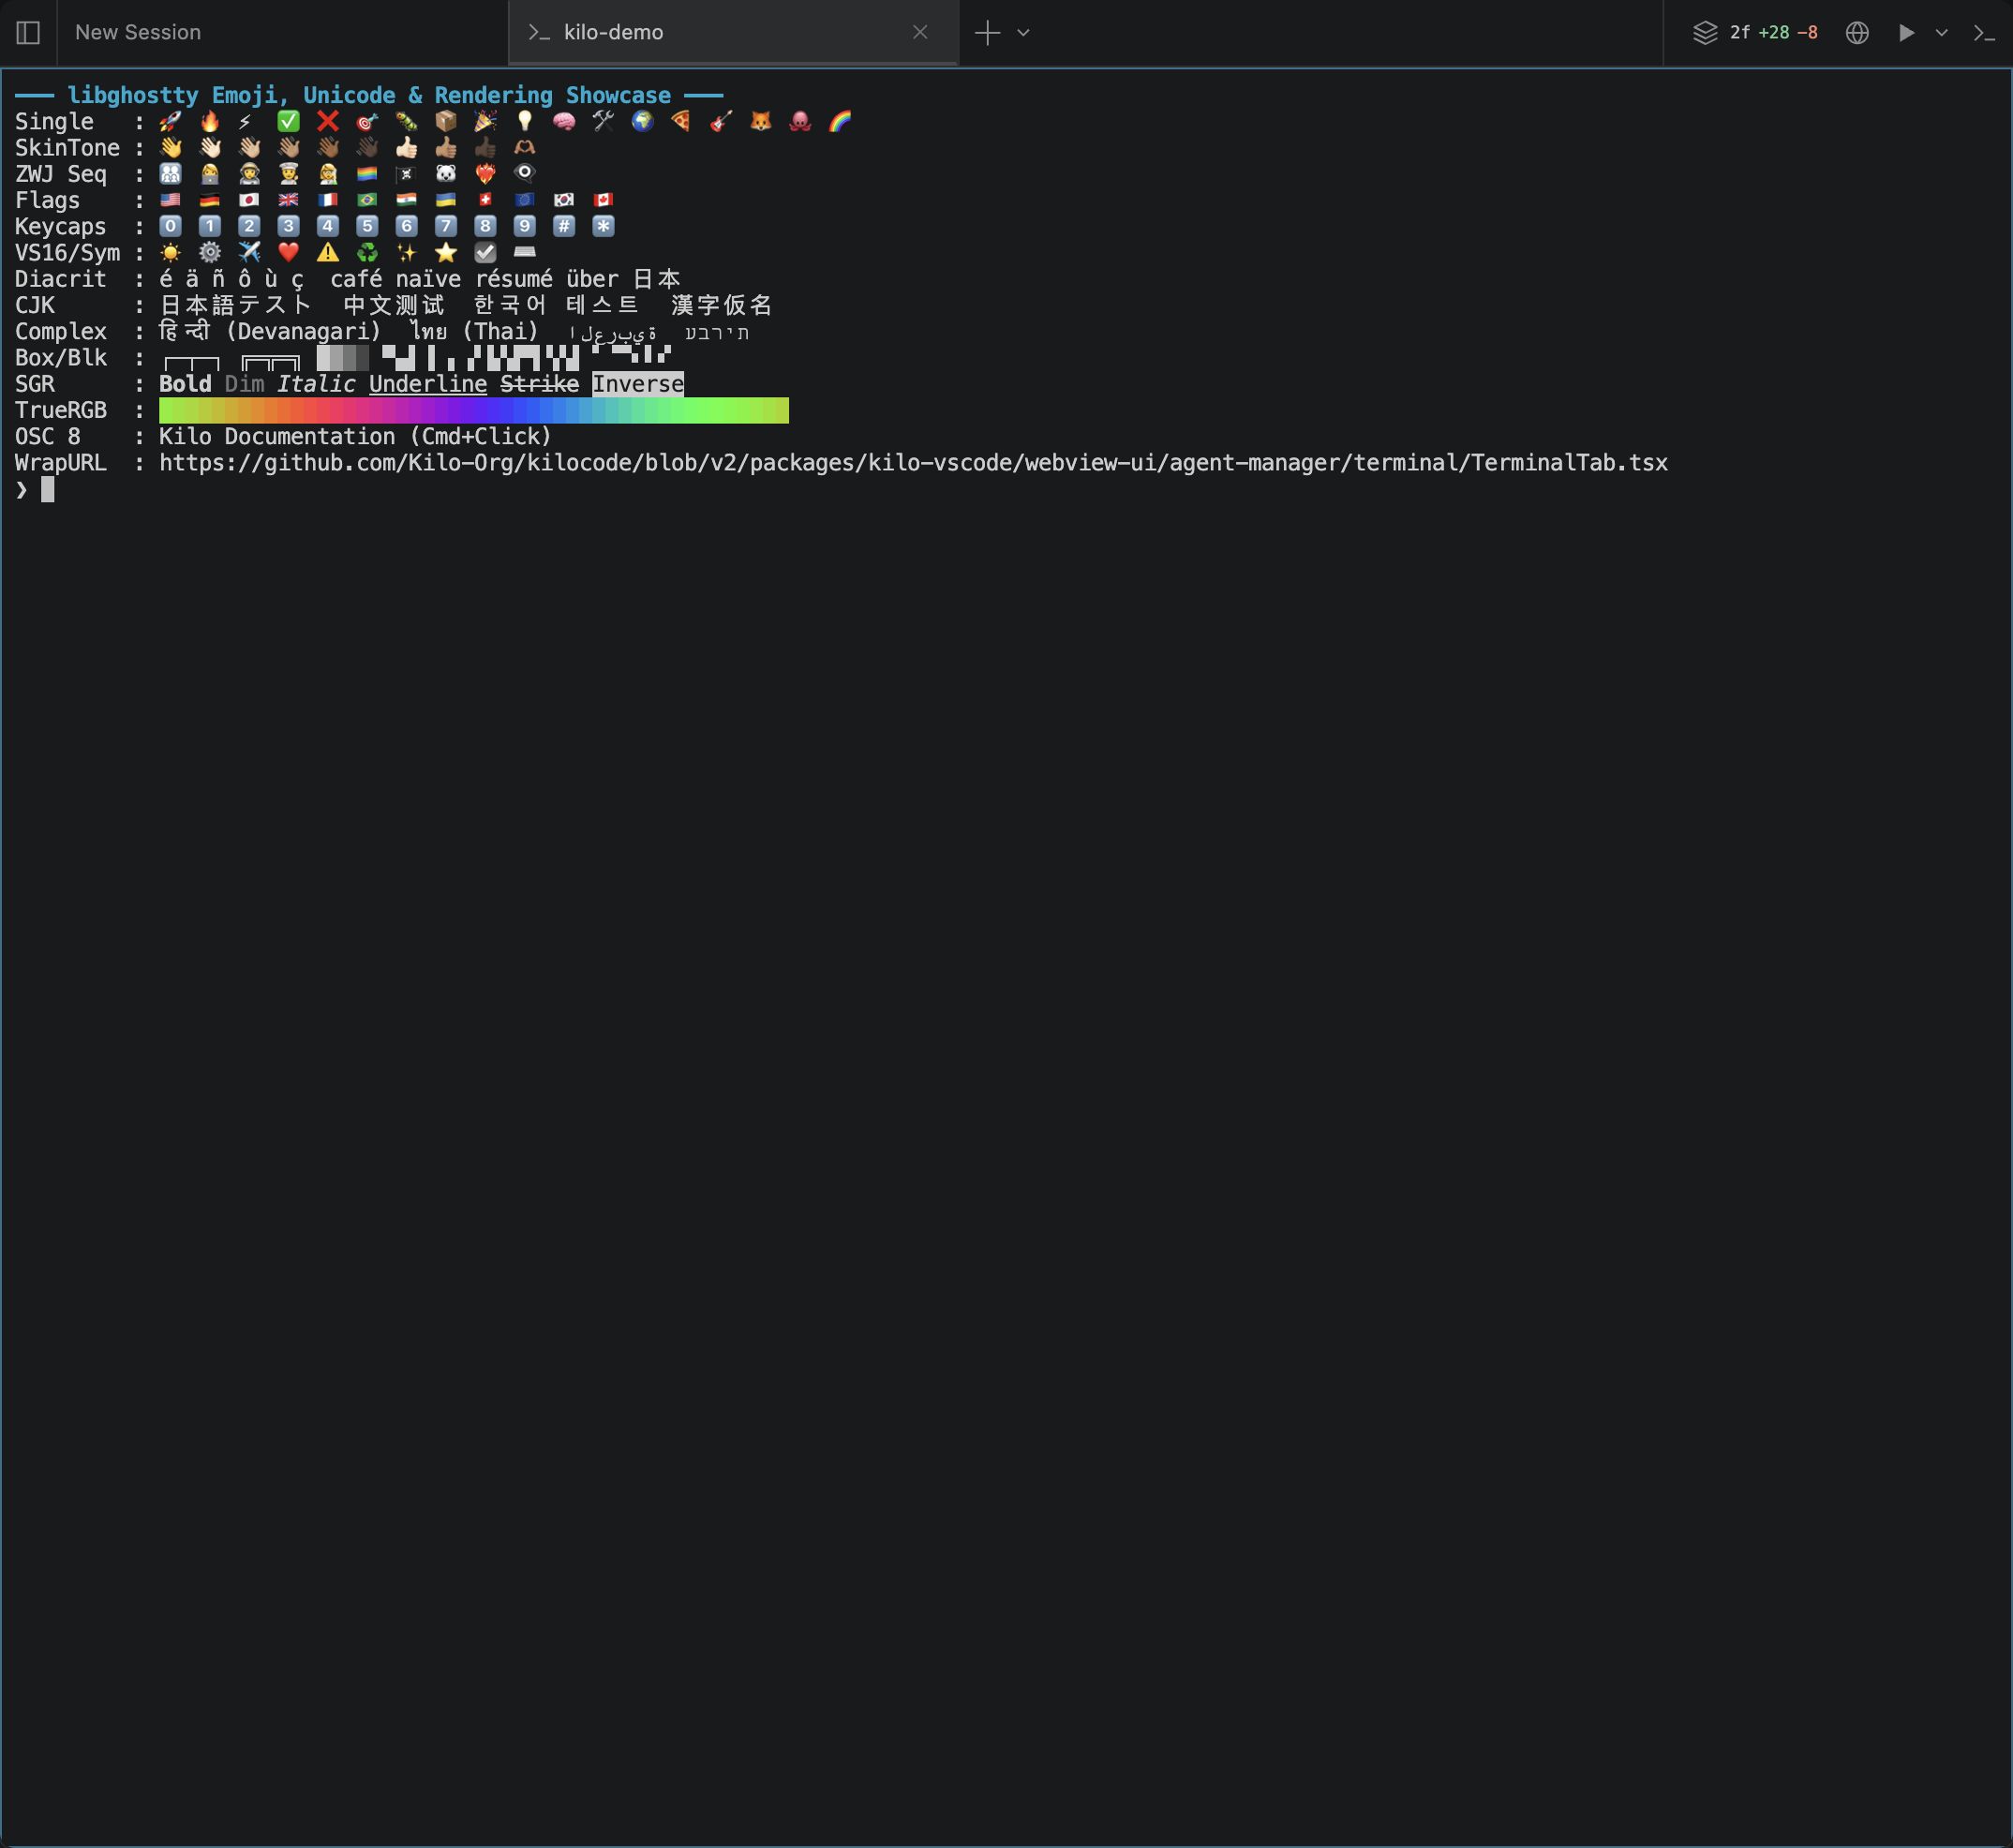 New Session
kilo-demo
2f +28 −8
─── libghostty Emoji, Unicode & Rendering Showcase ───
Single : 🚀 🔥 ⚡ ✅ ❌ 🎯 🐛 📦 🎉 💡 🧠 🛠 🌍 🍕 🎸 🦊 🐙 🌈
SkinTone : 👋 👋🏻 👋🏼 👋🏽 👋🏾 👋🏿 👍🏻 👍🏽 👍🏿 🫶🏽
ZWJ Seq :
Flags : 🇺🇸 🇩🇪 🇯🇵 🇬🇧 🇫🇷 🇧🇷 🇮🇳 🇺🇦 🇨🇭 🇪🇺 🇰🇷 🇨🇦
Keycaps : 0️⃣ 1️⃣ 2️⃣ 3️⃣ 4️⃣ 5️⃣ 6️⃣ 7️⃣ 8️⃣ 9️⃣ #️⃣ *️⃣
VS16/Sym : ☀️ ⚙️ ✈️ ❤️ ⚠️ ♻️ ✨ ⭐ ☑️ ⌨️
Diacrit : é ä ñ ô ù ç café naïve résumé über 日本
CJK : 日本語テスト 中文测试 한국어 테스트 漢字仮名
Complex : हिन्दी (Devanagari) ไทย (Thai) العربية עברית
Box/Blk :
SGR : Bold Dim Italic Underline Strike Inverse
TrueRGB :
OSC 8 : Kilo Documentation (Cmd+Click)
WrapURL : https://github.com/Kilo-Org/kilocode/blob/v2/packages/kilo-vscode/webview-ui/agent-manager/terminal/TerminalTab.tsx
❯